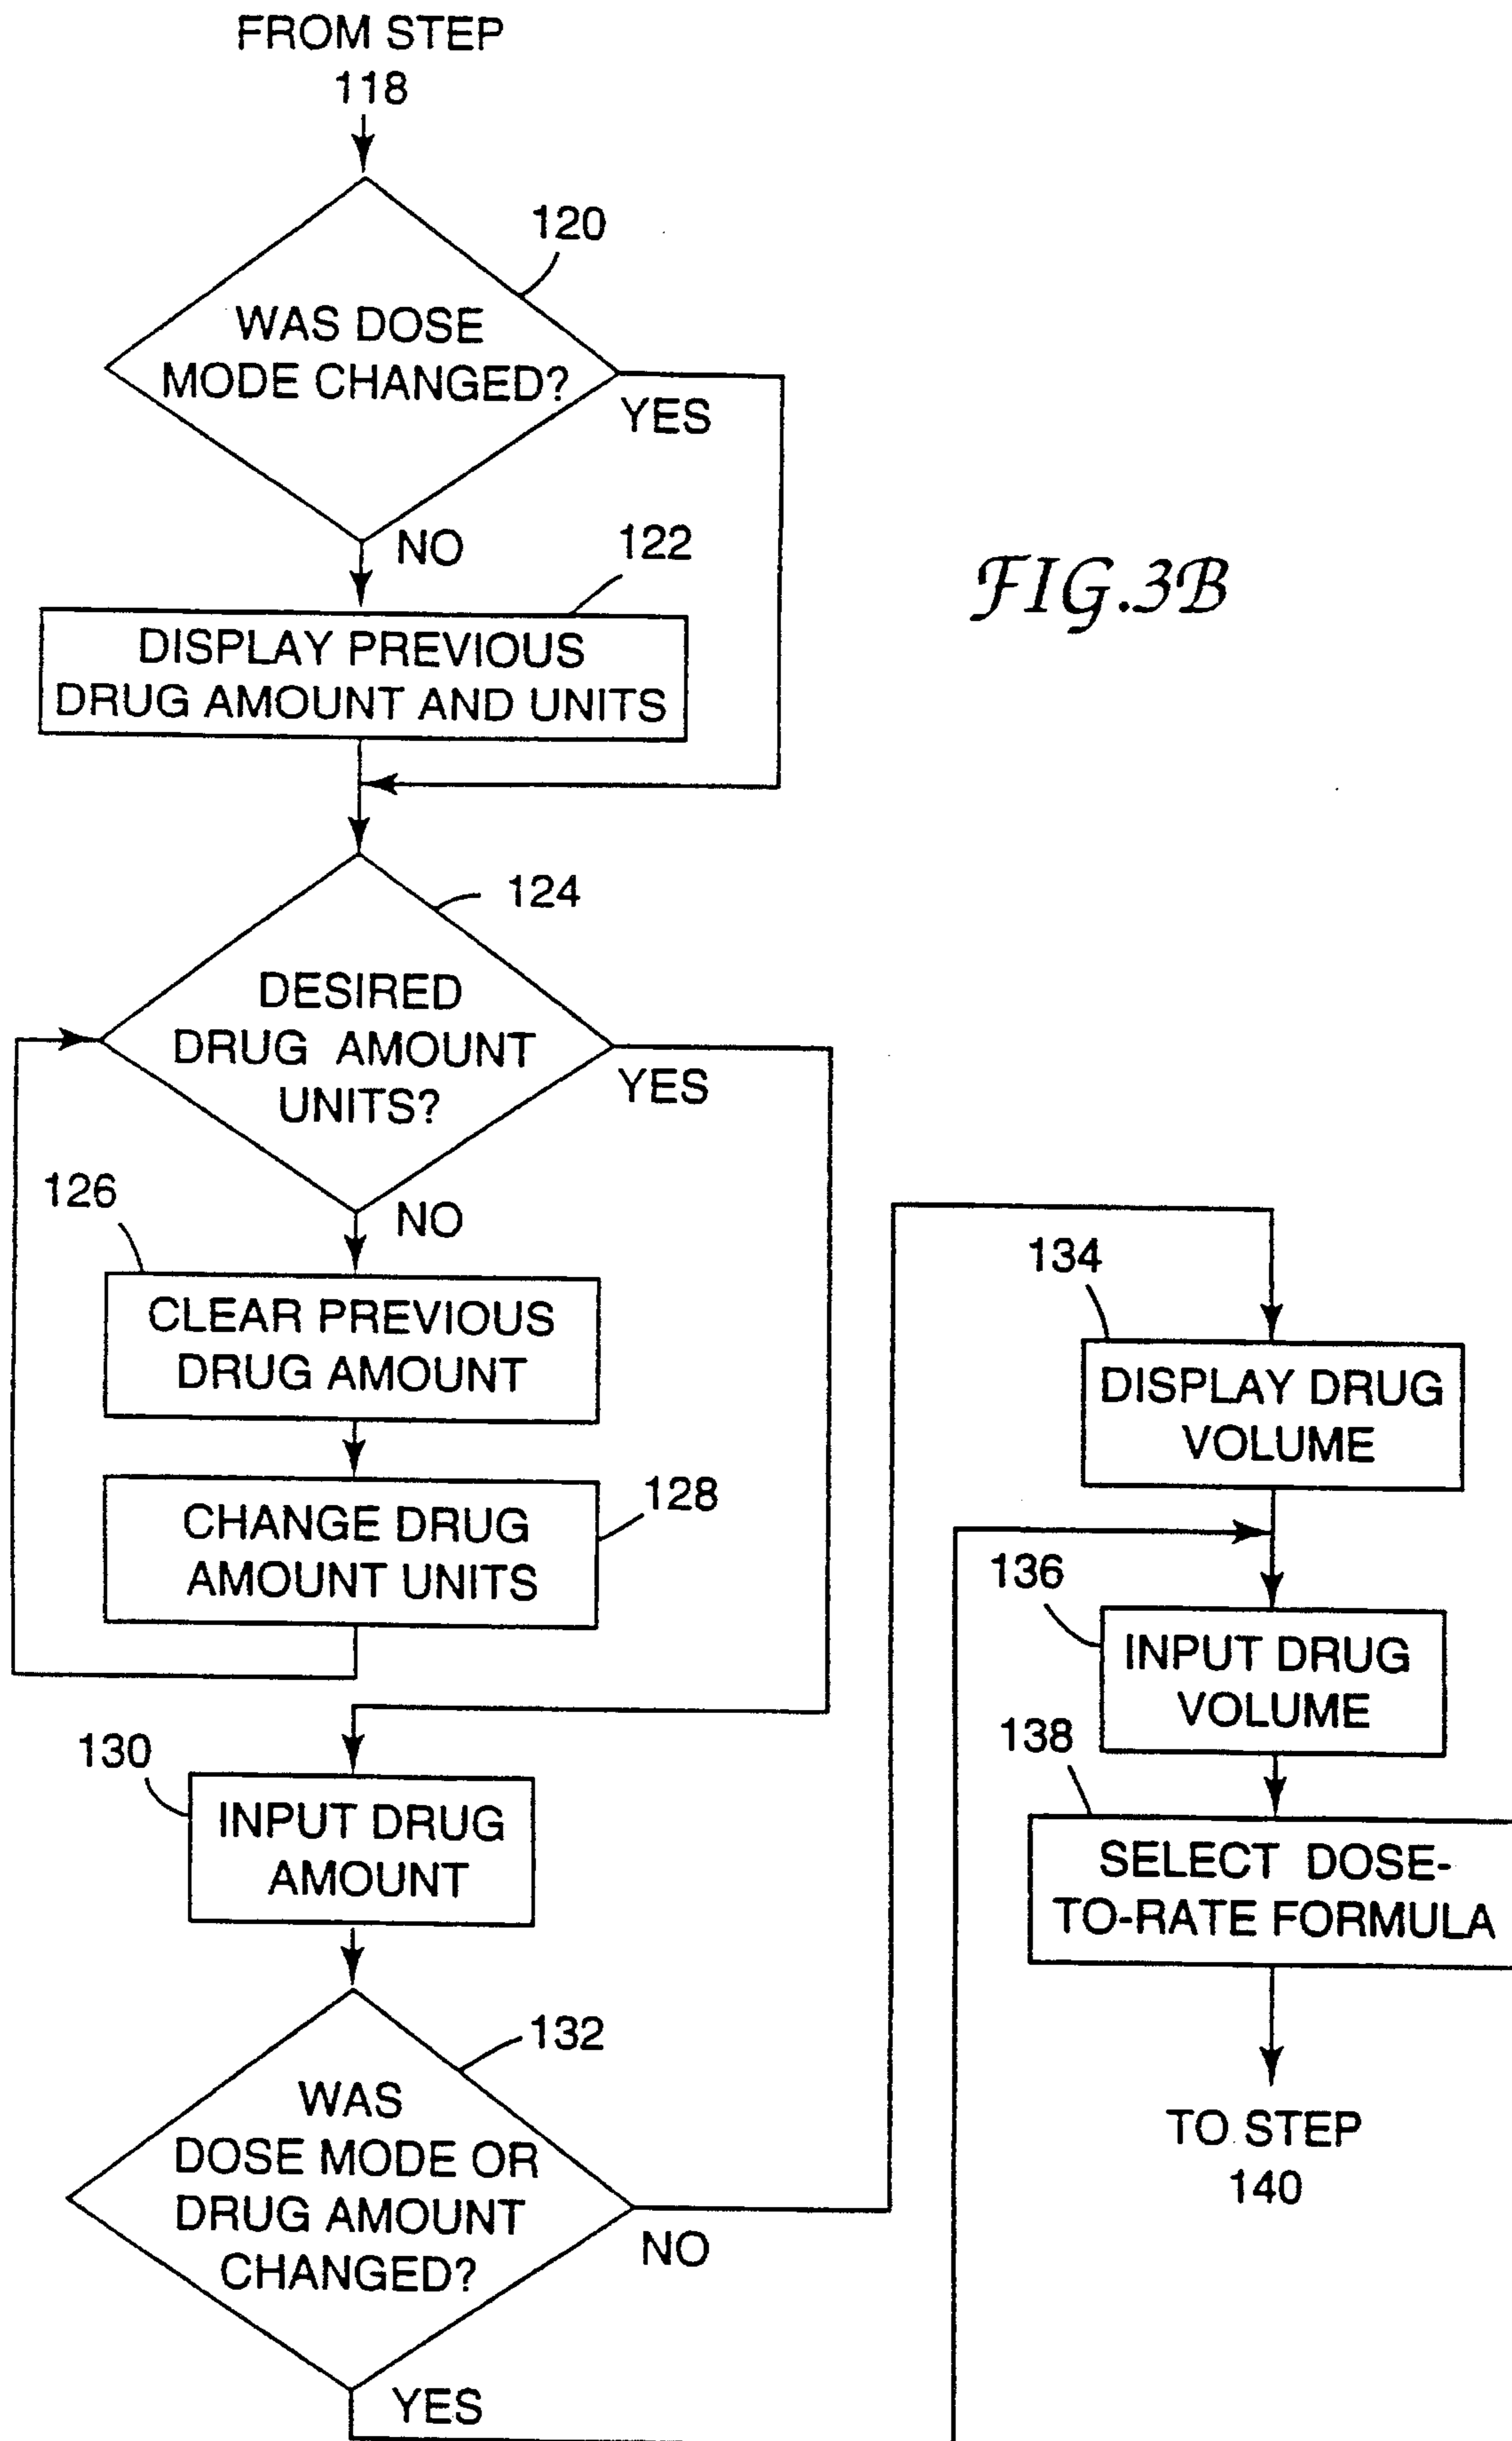 FROM STEP
118
120
WAS DOSE
MODE CHANGED?
YES
NO
122
DISPLAY PREVIOUS
DRUG AMOUNT AND UNITS
FIG.3B
124
DESIRED
DRUG AMOUNT
UNITS?
YES
NO
126
CLEAR PREVIOUS
DRUG AMOUNT
128
CHANGE DRUG
AMOUNT UNITS
130
INPUT DRUG
AMOUNT
132
WAS
DOSE MODE OR
DRUG AMOUNT
CHANGED?
NO
YES
134
DISPLAY DRUG
VOLUME
136
INPUT DRUG
VOLUME
138
SELECT DOSE-
TO-RATE FORMULA
TO STEP
140